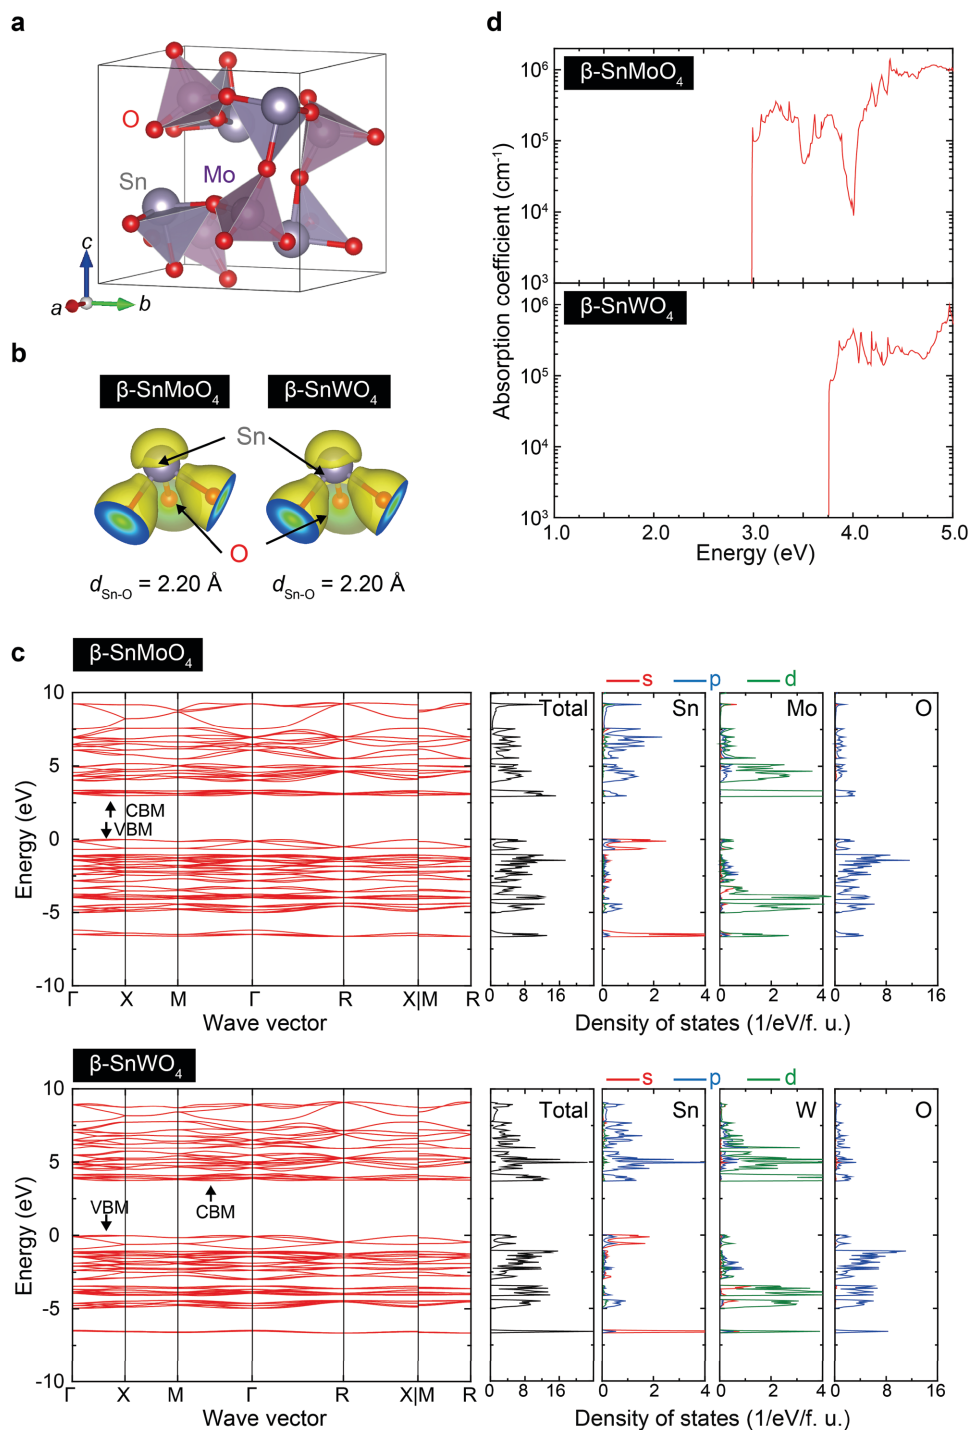 a
O
Sn
Mo
c
a
b
b
β-SnMoO4
β-SnWO4
Sn
O
dSn-O = 2.20 Å
dSn-O = 2.20 Å
d
β-SnMoO4
10^6
10^5
10^4
10^3
β-SnWO4
10^6
10^5
10^4
10^3
Absorption coefficient (cm-1)
1.0 2.0 3.0 4.0 5.0
Energy (eV)
c
β-SnMoO4
10
5
0
-5
-10
Energy (eV)
CBM
VBM
Γ X M Γ R X|M R
Wave vector
s p d
Total Sn Mo O
0 8 16 0 2 4 0 1 2 3 4 0 8 16
Density of states (1/eV/f. u.)
β-SnWO4
10
5
0
-5
-10
Energy (eV)
VBM
CBM
Γ X M Γ R X|M R
Wave vector
s p d
Total Sn W O
0 8 16 0 2 4 0 1 2 3 4 0 8 16
Density of states (1/eV/f. u.)